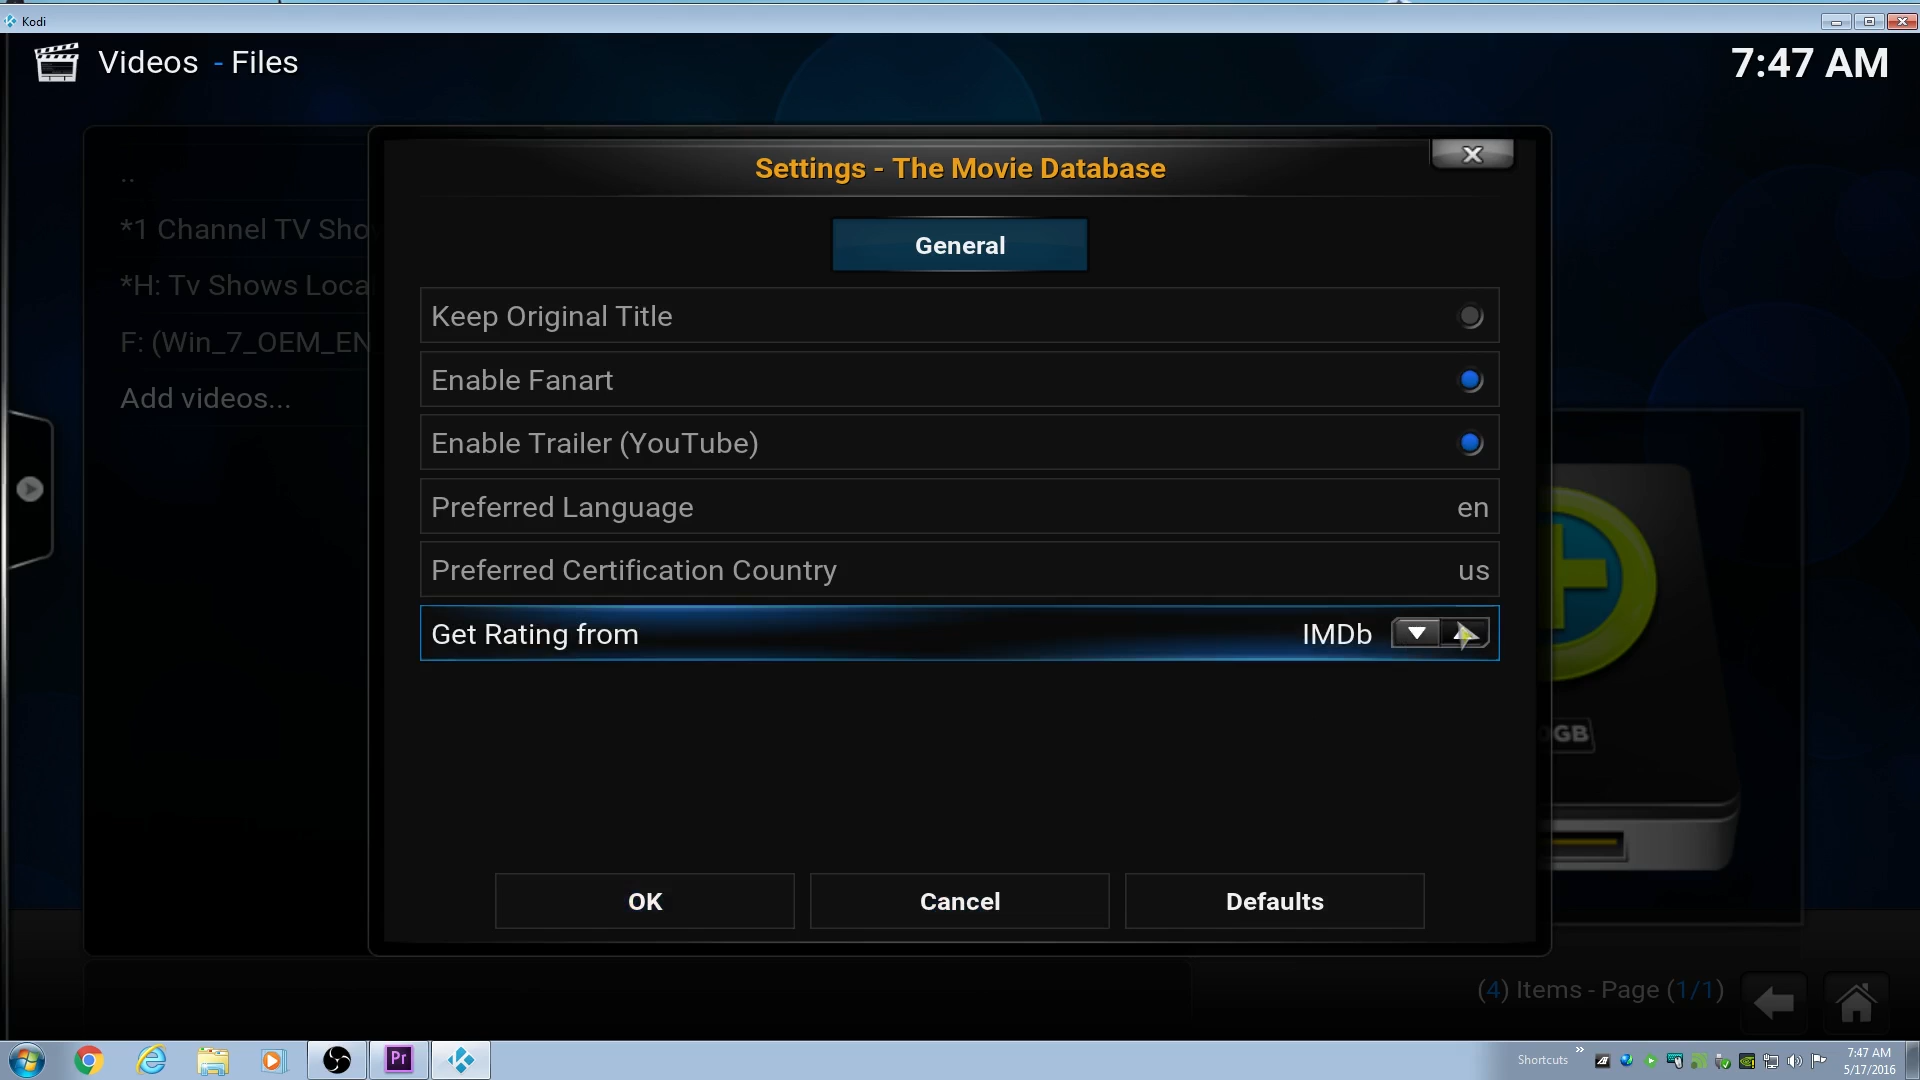 Kodi
Videos - Files
7:47 AM
Settings - The Movie Database
General
..
*1 Channel TV Sho
*H: Tv Shows Loca
F: (Win_7_OEM_EN
Add videos...
Keep Original Title
Enable Fanart
Enable Trailer (YouTube)
Preferred Language en
Preferred Certification Country us
Get Rating from IMDb
0GB
OK Cancel Defaults
(4) Items - Page (1/1)
Pr
Shortcuts
7:47 AM
5/17/2016